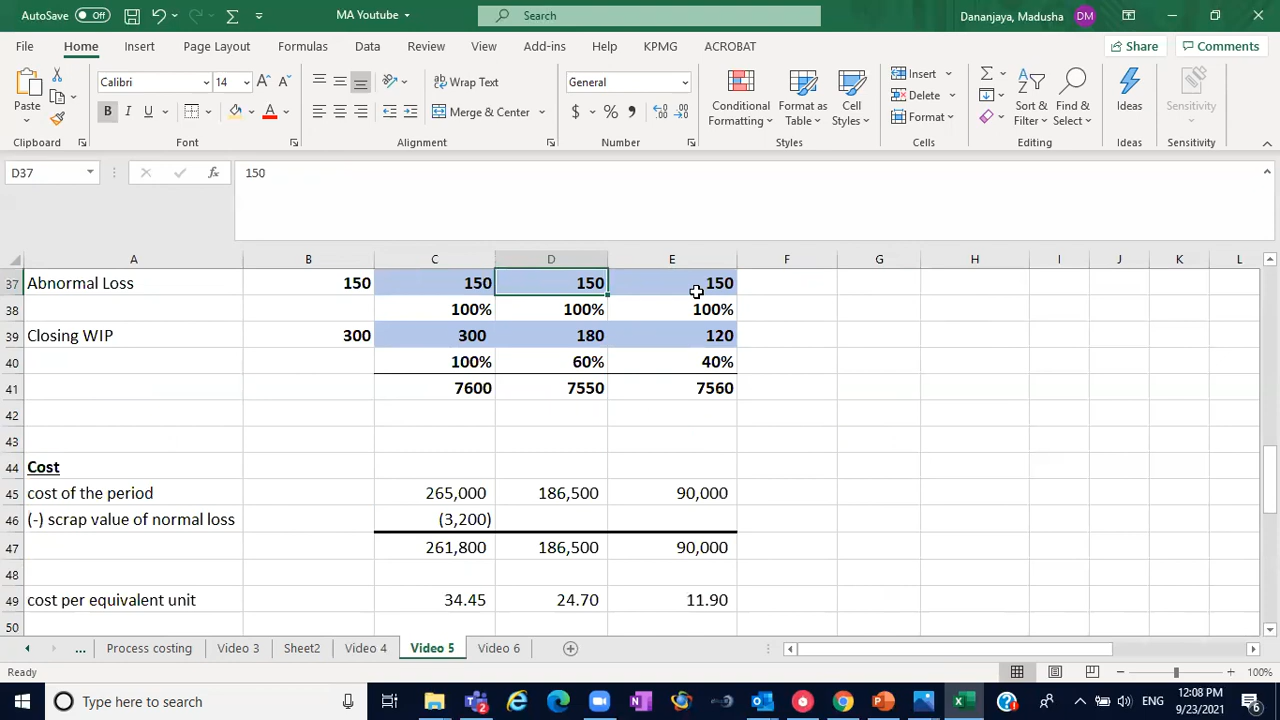 AutoSave Off MA Youtube Search Dananjaya, Madusha DM
File Home Insert Page Layout Formulas Data Review View Add-ins Help KPMG ACROBAT Share Comments
Paste Calibri 14 Wrap Text General Conditional Formatting Format as Table Cell Styles Insert Sort & Filter Find & Select Ideas Sensitivity
B I U A Merge & Center $ % Delete
Format
Clipboard Font Alignment Number Styles Cells Editing Ideas Sensitivity
D37 fx 150
A B C D E F G H I J K L
37 Abnormal Loss 150 150 150 150
38 100% 100% 100%
39 Closing WIP 300 300 180 120
40 100% 60% 40%
41 7600 7550 7560
42
43
44 Cost
45 cost of the period 265,000 186,500 90,000
46 (-) scrap value of normal loss (3,200)
47 261,800 186,500 90,000
48
49 cost per equivalent unit 34.45 24.70 11.90
50
... Process costing Video 3 Sheet2 Video 4 Video 5 Video 6
Ready 100%
Type here to search ENG 12:08 PM
9/23/2021 6